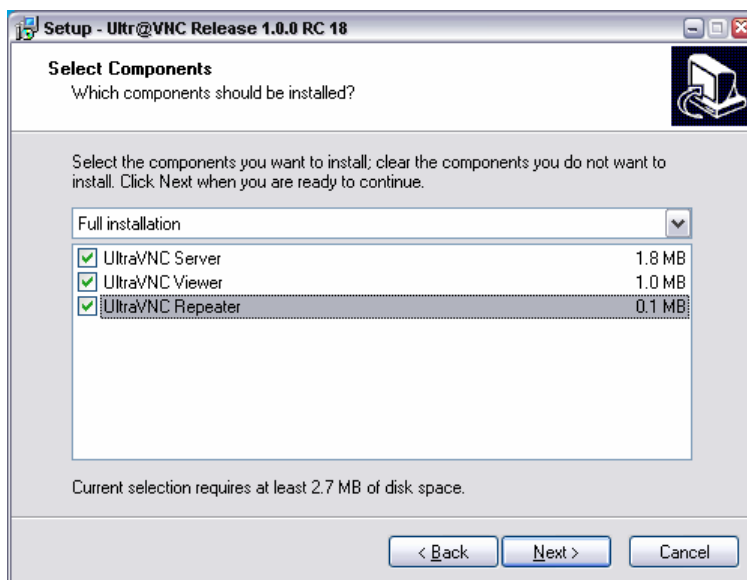 Setup - Ultr@VNC Release 1.0.0 RC 18
Select Components
Which components should be installed?
Select the components you want to install; clear the components you do not want to
install. Click Next when you are ready to continue.
Full installation
UltraVNC Server 1.8 MB
UltraVNC Viewer 1.0 MB
UltraVNC Repeater 0.1 MB
Current selection requires at least 2.7 MB of disk space.
< Back Next > Cancel